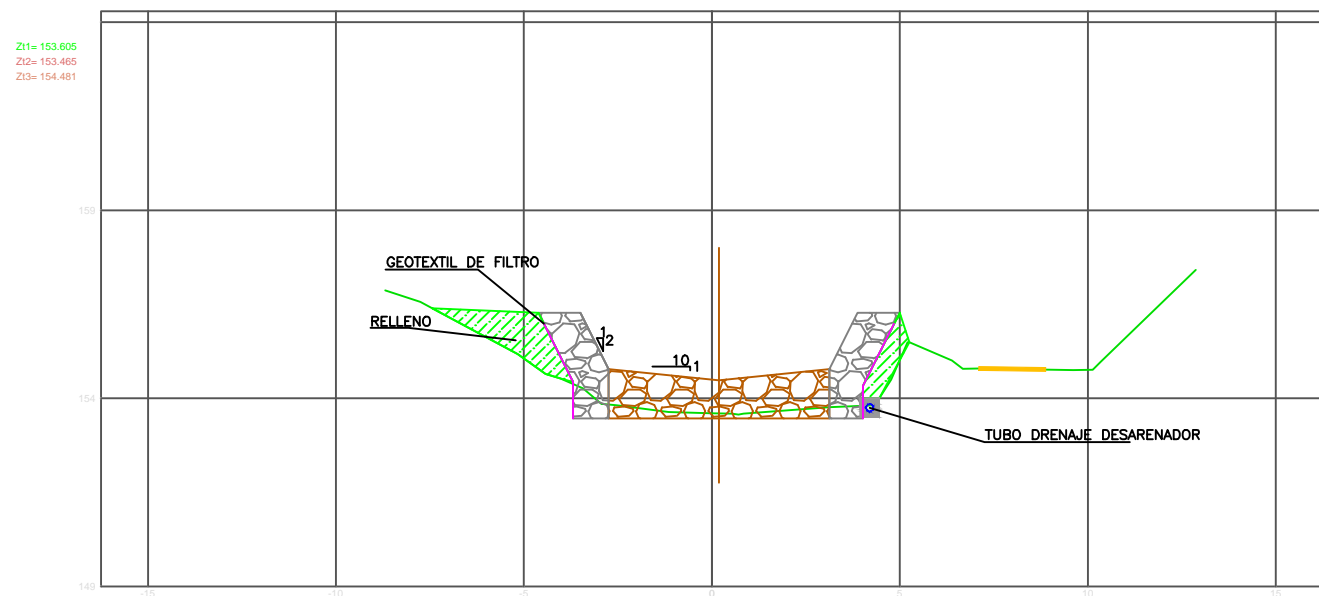 Zt1= 153.605
Zt2= 153.465
Zt3= 154.481
159
GEOTEXTIL DE FILTRO
RELLENO
1
2
10
1
154
TUBO DRENAJE DESARENADOR
149
-15
-10
-5
0
5
10
15